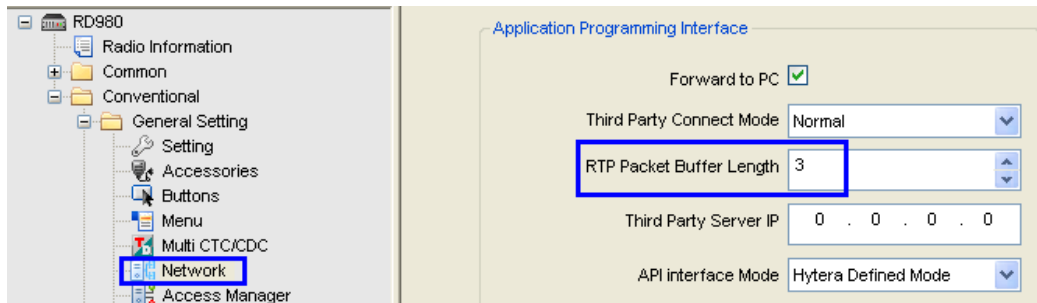 RD980
Radio Information
Common
Conventional
General Setting
Setting
Accessories
Buttons
Menu
Multi CTC/CDC
Network
Access Manager
Application Programming Interface
Forward to PC
Third Party Connect Mode Normal
RTP Packet Buffer Length 3
Third Party Server IP 0 . 0 . 0 . 0
API interface Mode Hytera Defined Mode